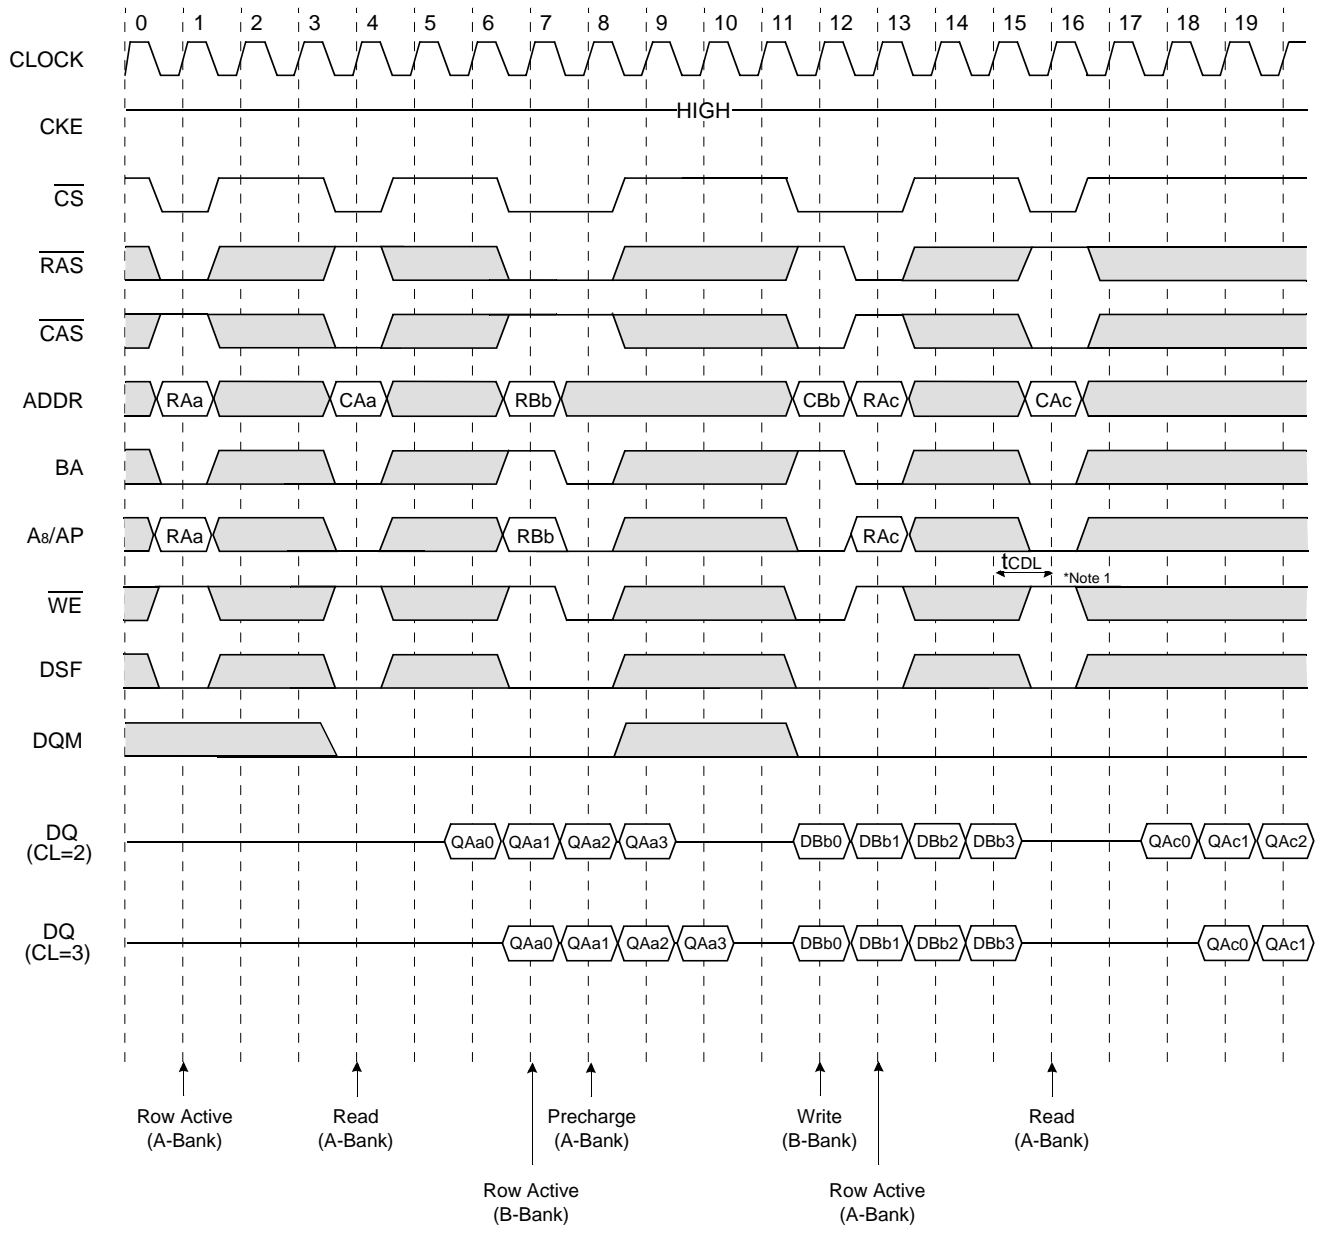 0 1 2 3 4 5 6 7 8 9 10 11 12 13 14 15 16 17 18 19
CLOCK
HIGH
CKE
CS
RAS
CAS
ADDR RAa CAa RBb CBb RAc CAc
BA
A8/AP RAa RBb RAc
tCDL *Note 1
WE
DSF
DQM
DQ
(CL=2)
QAa0 QAa1 QAa2 QAa3 DBb0 DBb1 DBb2 DBb3 QAc0 QAc1 QAc2
DQ
(CL=3)
QAa0 QAa1 QAa2 QAa3 DBb0 DBb1 DBb2 DBb3 QAc0 QAc1
Row Active
(A-Bank)
Read
(A-Bank)
Precharge
(A-Bank)
Write
(B-Bank)
Read
(A-Bank)
Row Active
(B-Bank)
Row Active
(A-Bank)